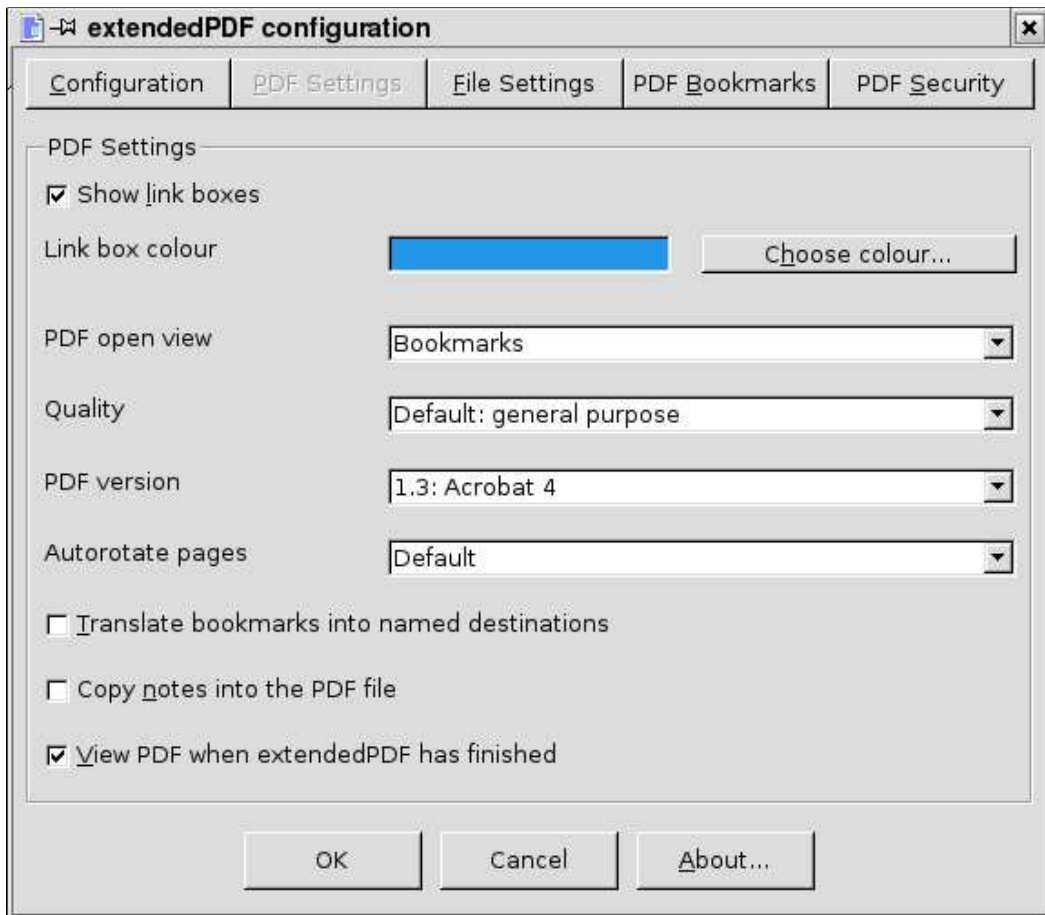 extendedPDF configuration
Configuration PDF Settings File Settings PDF Bookmarks PDF Security
PDF Settings
Show link boxes
Link box colour Choose colour...
PDF open view Bookmarks
Quality Default: general purpose
PDF version 1.3: Acrobat 4
Autorotate pages Default
Translate bookmarks into named destinations
Copy notes into the PDF file
View PDF when extendedPDF has finished
OK Cancel About...